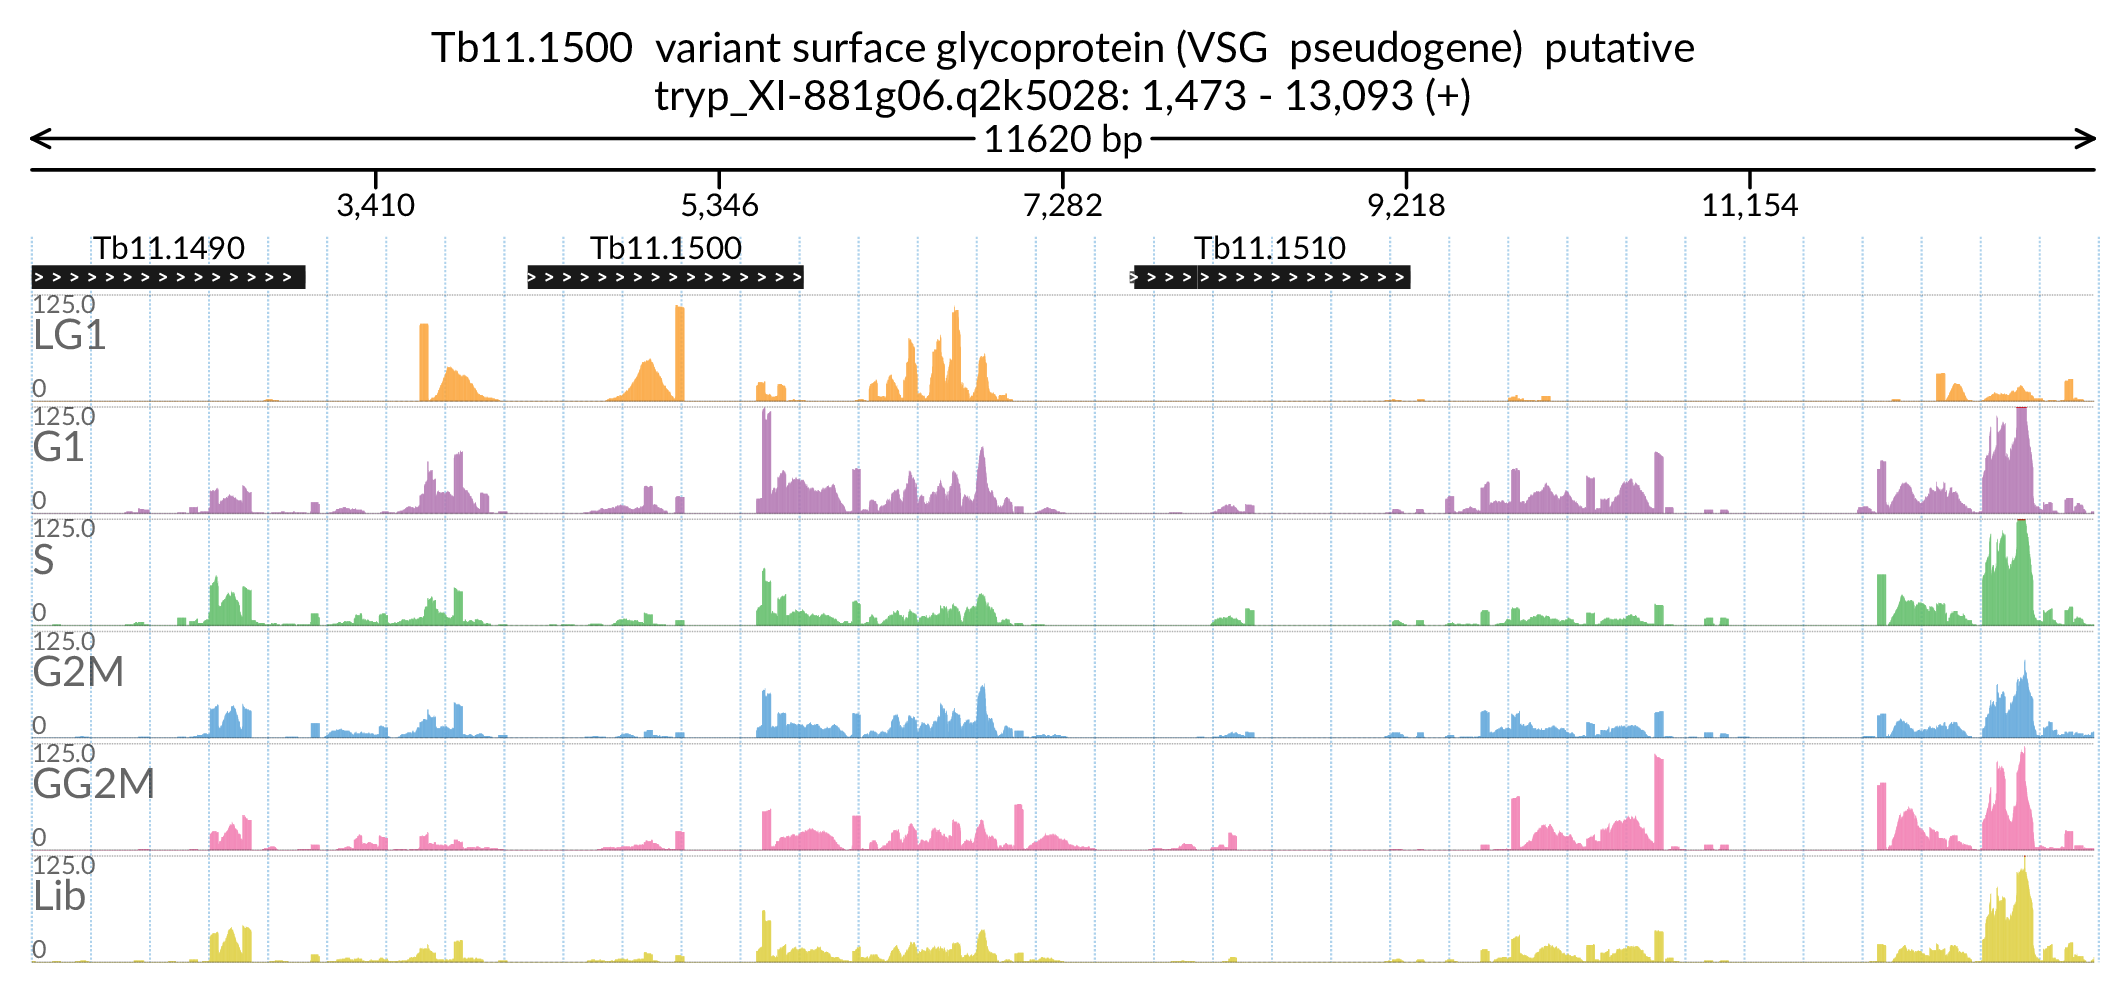 Tb11.1500 variant surface glycoprotein (VSG pseudogene) putative
tryp_XI-881g06.q2k5028: 1,473 - 13,093 (+)
11620 bp
3,410 5,346 7,282 9,218 11,154
Tb11.1490 Tb11.1500 Tb11.1510
125.0
LG1
0
125.0
G1
0
125.0
S
0
125.0
G2M
0
125.0
GG2M
0
125.0
Lib
0